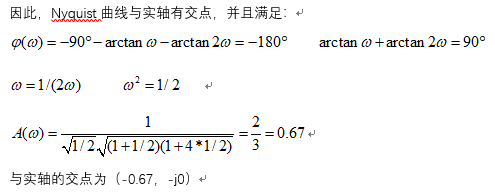 因此，Nyquist 曲线与实轴有交点，并且满足：
φ(ω)=−90°−arctan ω−arctan 2ω=−180°  arctan ω+arctan 2ω=90°
ω=1/(2ω)  ω²=1/2
A(ω)=1/(√1/2√(1+1/2)(1+4*1/2))=2/3=0.67
与实轴的交点为（-0.67，-j0）